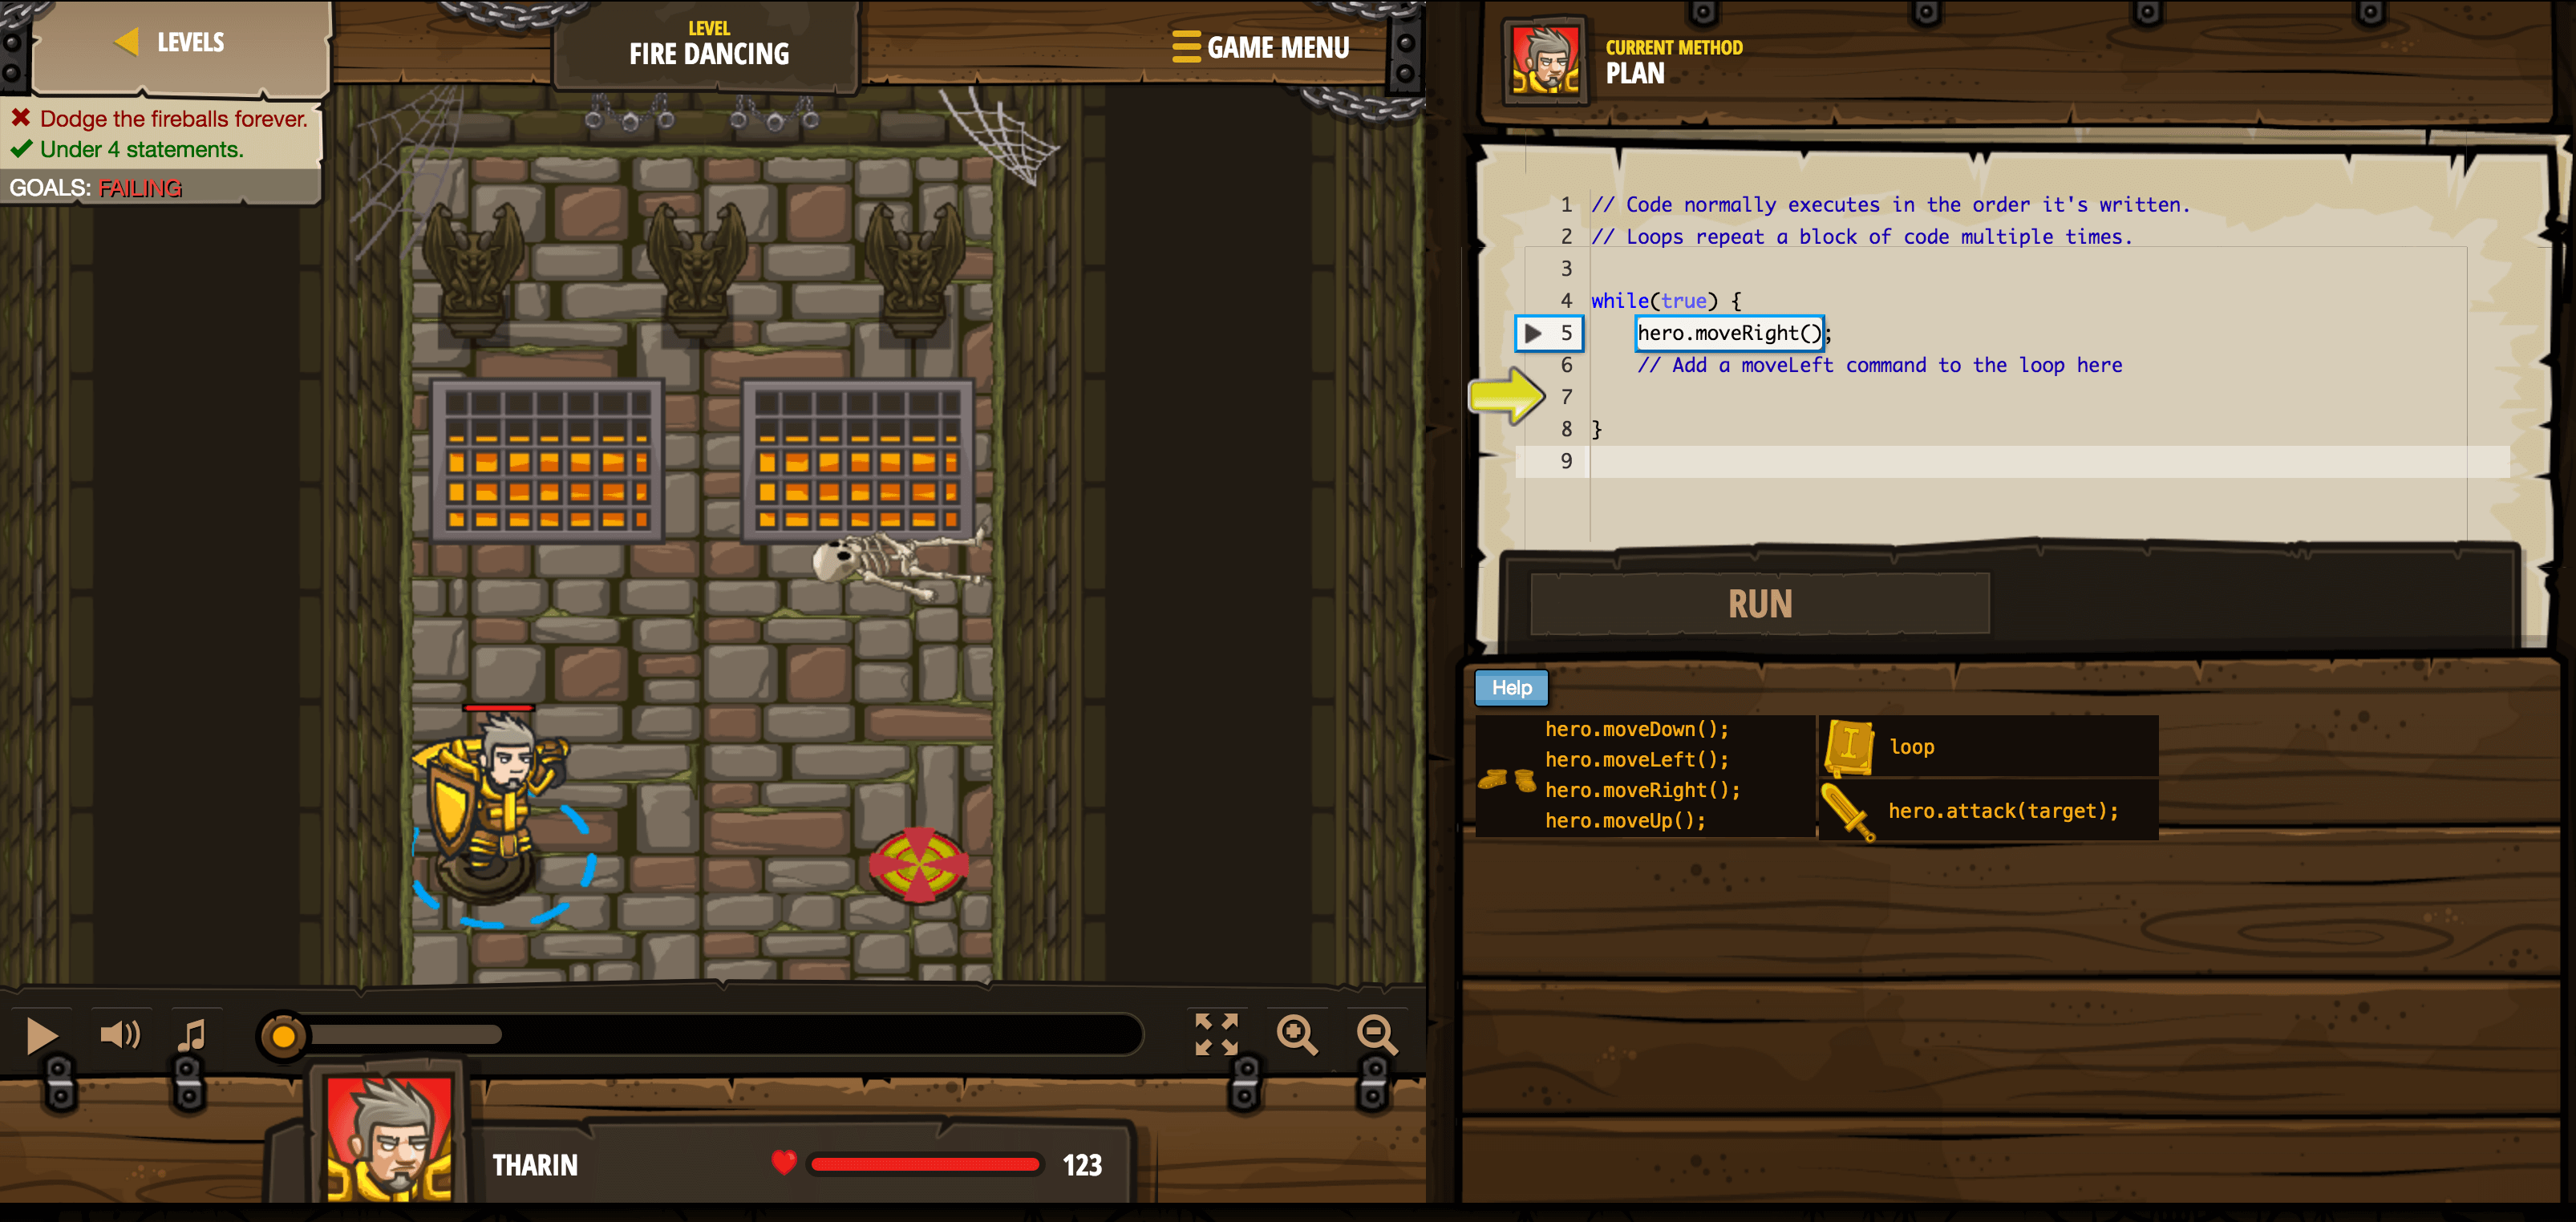 LEVELS
LEVEL
FIRE DANCING
GAME MENU
Dodge the fireballs forever.
Under 4 statements.
GOALS: FAILING
CURRENT METHOD
PLAN
1 // Code normally executes in the order it's written.
2 // Loops repeat a block of code multiple times.
3
4 while(true) {
5 hero.moveRight();
6 // Add a moveLeft command to the loop here
7
8 }
9
RUN
Help
hero.moveDown();
hero.moveLeft();
hero.moveRight();
hero.moveUp();
loop
hero.attack(target);
THARIN
123